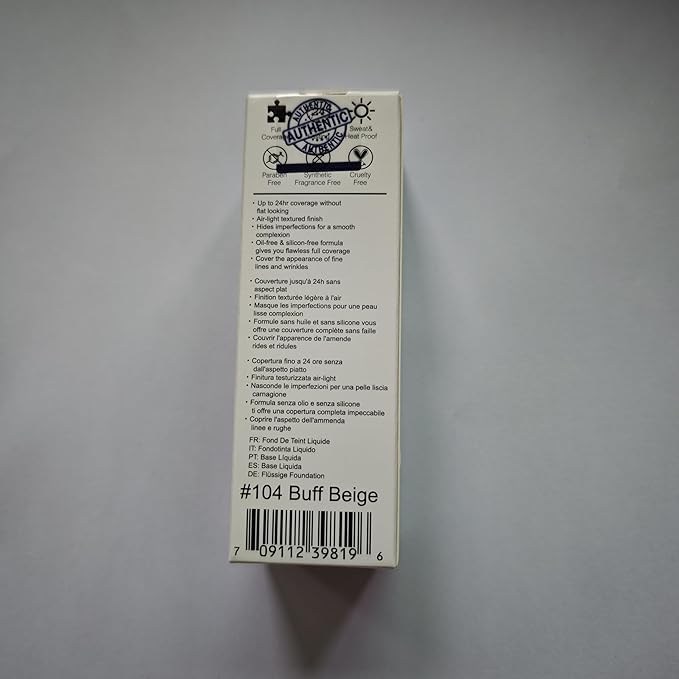 AUTHENTIC
AUTHENTIC
AUTHENTIC
Full
Coverage
Sweat&
Heat Proof
Paraben
Free
Synthetic
Fragrance Free
Cruelty
Free
· Up to 24hr coverage without
flat looking
· Air-light textured finish
· Hides imperfections for a smooth
complexion
· Oil-free & silicon-free formula
gives you flawless full coverage
· Cover the appearance of fine
lines and wrinkles
· Couverture jusqu'à 24h sans
aspect plat
· Finition texturée légère à l'air
· Masque les imperfections pour une peau
lisse complexion
· Formule sans huile et sans silicone vous
offre une couverture complète sans faille
· Couvrir l'apparence de l'amende
rides et ridules
· Copertura fino a 24 ore senza
dall'aspetto piatto
· Finitura testurizzata air-light
· Nasconde le imperfezioni per una pelle liscia
carnagione
· Formula senza olio e senza silicone
ti offre una copertura completa impeccabile
· Coprire l'aspetto dell'ammenda
linee e rughe
FR: Fond De Teint Liquide
IT: Fondotinta Liquido
PT: Base Líquida
ES: Base Liquida
DE: Flüssige Foundation
#104 Buff Beige
7 09112 39819 6